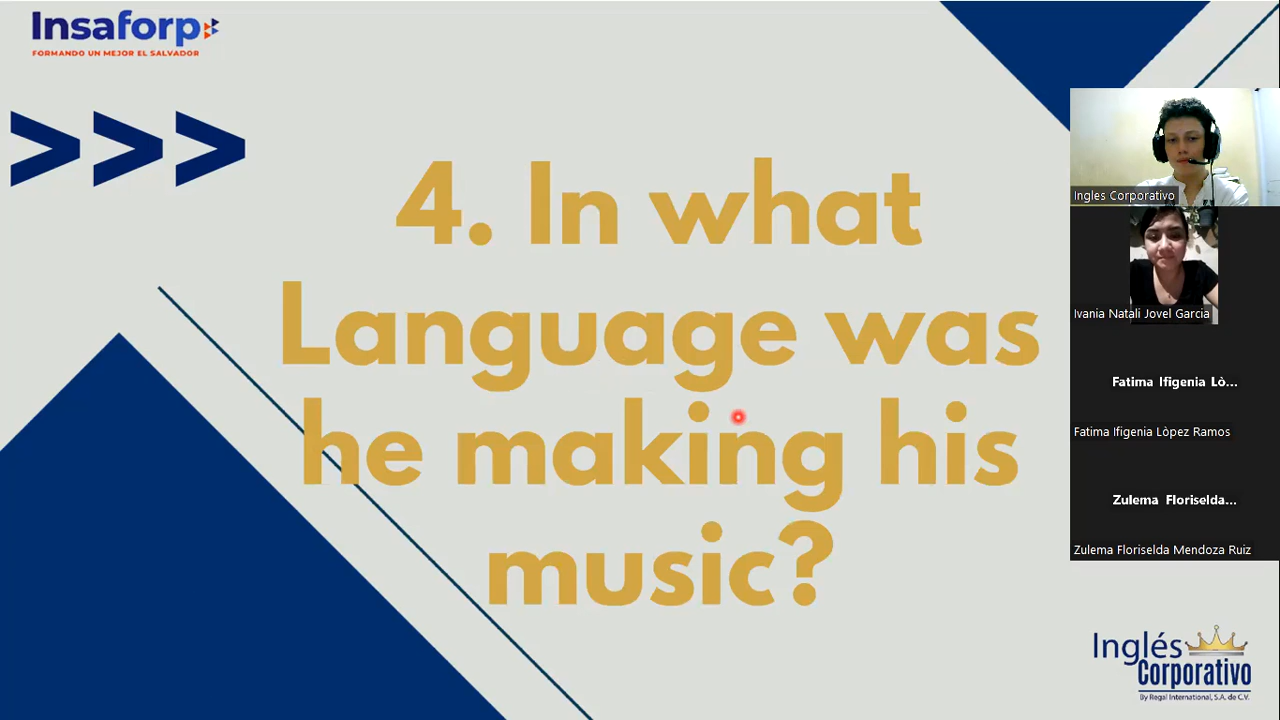 Insaforp
FORMANDO UN MEJOR EL SALVADOR
>>>
4. In what
Language was
he making his
music?
Ingles Corporativo
Ivania Natali Jovel Garcia
Fatima Ifigenia Lò...
Fatima Ifigenia Lòpez Ramos
Zulema Floriselda...
Zulema Floriselda Mendoza Ruiz
Inglés
Corporativo
By Regal International, S.A. de C.V.